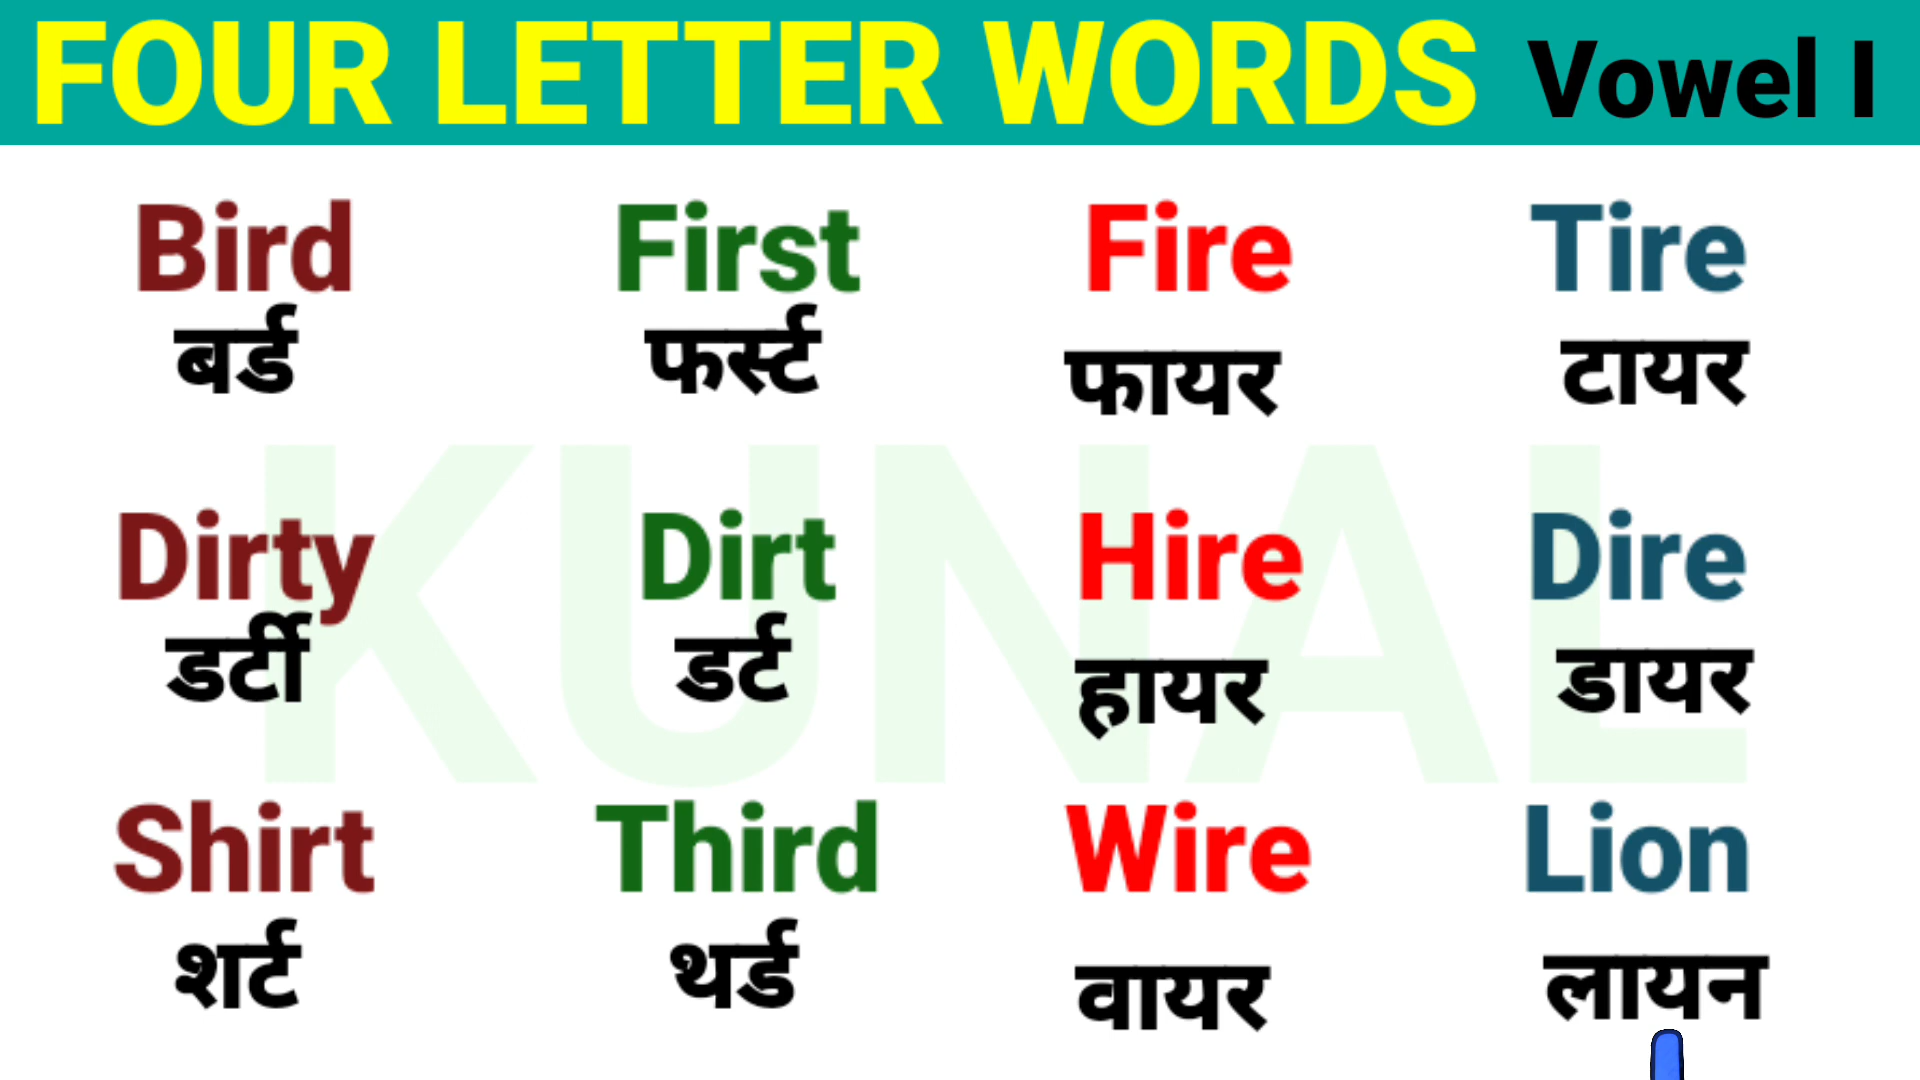 FOUR LETTER WORDS Vowel I
Bird First Fire Tire
बर्ड फर्स्ट फायर टायर
KUNAL
Dirty Dirt Hire Dire
डर्टी डर्ट हायर डायर
Shirt Third Wire Lion
शर्ट थर्ड वायर लायन